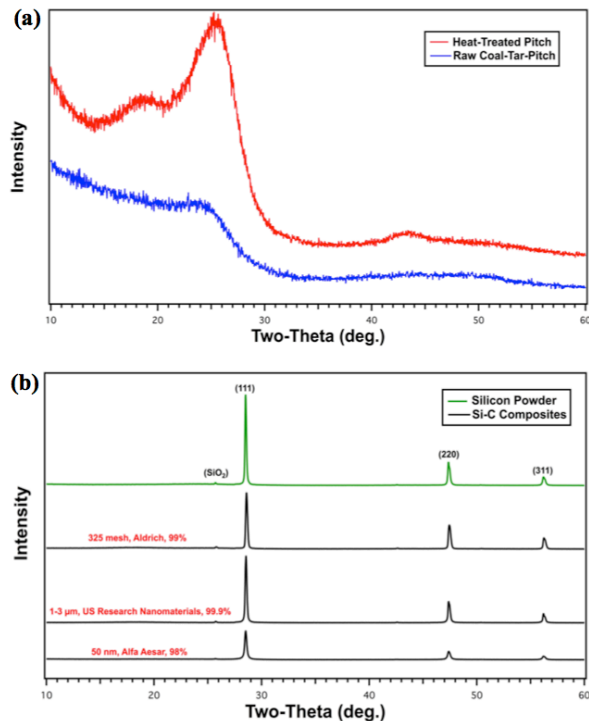 (a)
Heat-Treated Pitch
Raw Coal-Tar-Pitch
Intensity
10 20 30 40 50 60
Two-Theta (deg.)
(b)
(111)
Silicon Powder
Si-C Composites
(SiO2)
(220)
(311)
Intensity
325 mesh, Aldrich, 99%
1-3 µm, US Research Nanomaterials, 99.9%
50 nm, Alfa Aesar, 98%
10 20 30 40 50 60
Two-Theta (deg.)